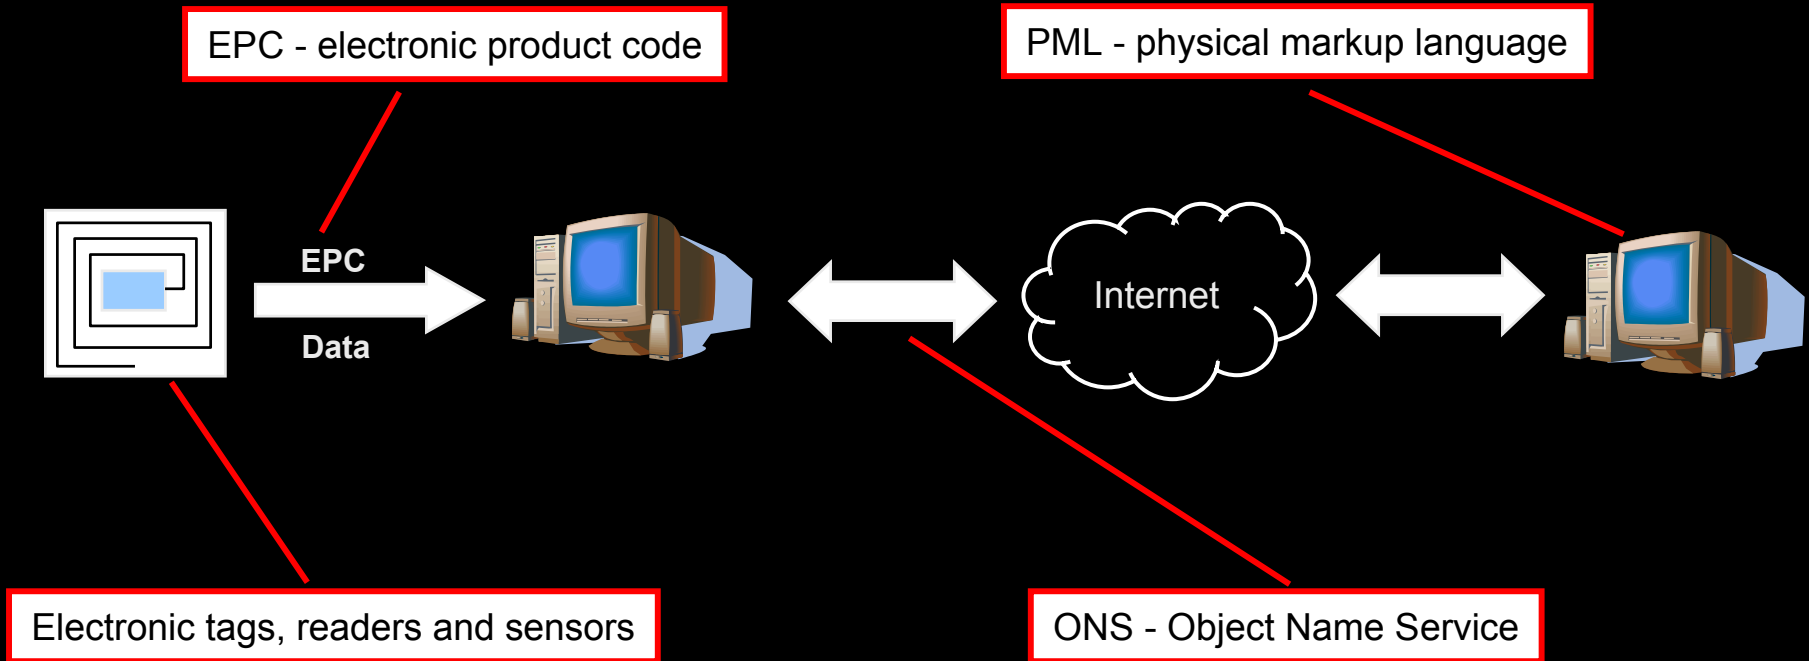 EPC - electronic product code
PML - physical markup language
EPC
Data
Internet
Electronic tags, readers and sensors
ONS - Object Name Service